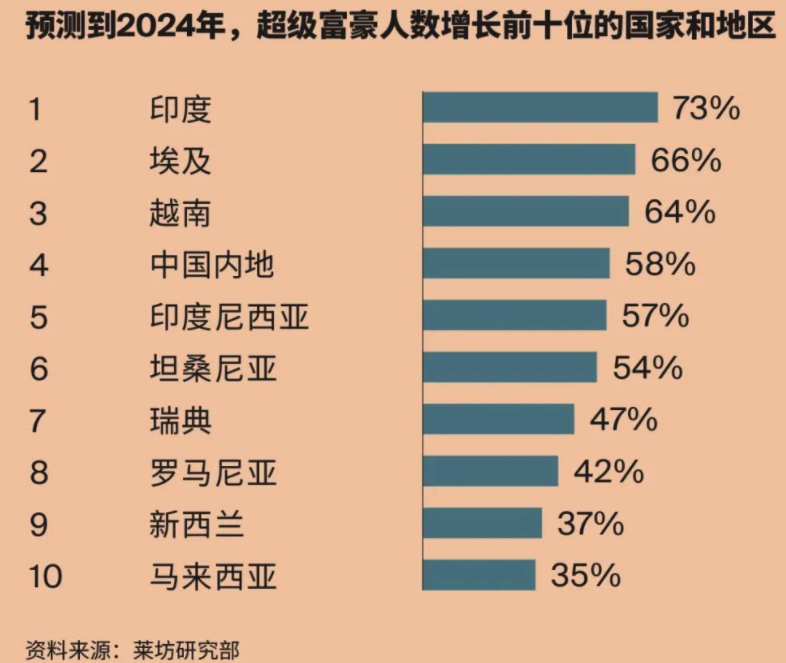 预测到2024年，超级富豪人数增长前十位的国家和地区
1 印度 73%
2 埃及 66%
3 越南 64%
4 中国内地 58%
5 印度尼西亚 57%
6 坦桑尼亚 54%
7 瑞典 47%
8 罗马尼亚 42%
9 新西兰 37%
10 马来西亚 35%
资料来源：莱坊研究部